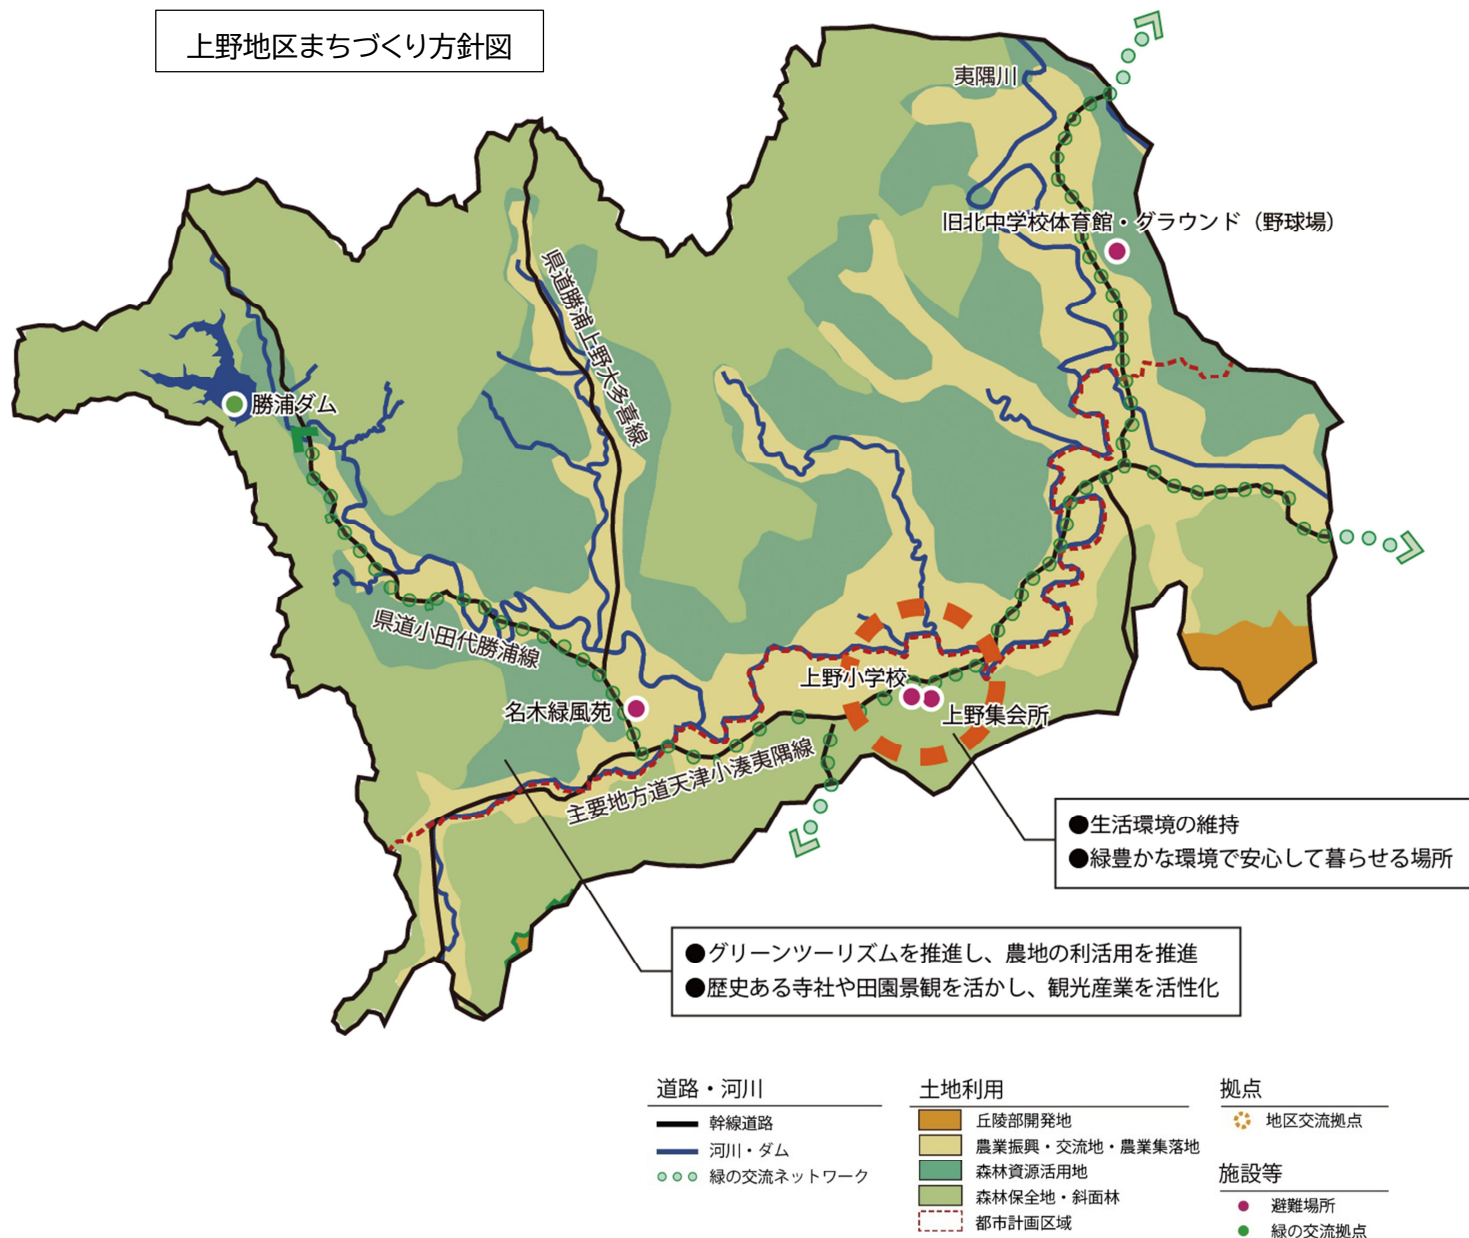 上野地区まちづくり方針図
夷隅川
旧北中学校体育館・グラウンド（野球場）
県道勝浦上野大多喜線
勝浦ダム
県道小田代勝浦線
上野小学校
名木緑風苑
上野集会所
主要地方道天津小湊夷隅線
●生活環境の維持
●緑豊かな環境で安心して暮らせる場所
●グリーンツーリズムを推進し、農地の利活用を推進
●歴史ある寺社や田園景観を活かし、観光産業を活性化
道路・河川
幹線道路
河川・ダム
緑の交流ネットワーク
土地利用
丘陵部開発地
農業振興・交流地・農業集落地
森林資源活用地
森林保全地・斜面林
都市計画区域
拠点
地区交流拠点
施設等
避難場所
緑の交流拠点